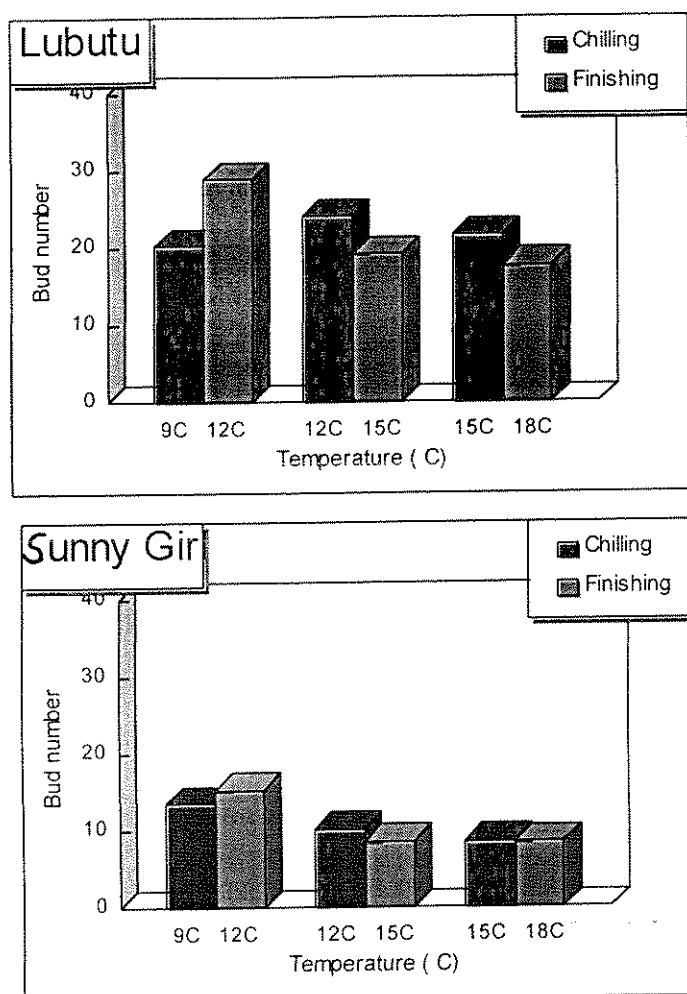 Lubutu
Chilling
Finishing
40
30
20
10
0
Bud number
9C 12C 12C 15C 15C 18C
Temperature ( C)
Sunny Gir
Chilling
Finishing
40
30
20
10
0
Bud number
9C 12C 12C 15C 15C 18C
Temperature ( C)